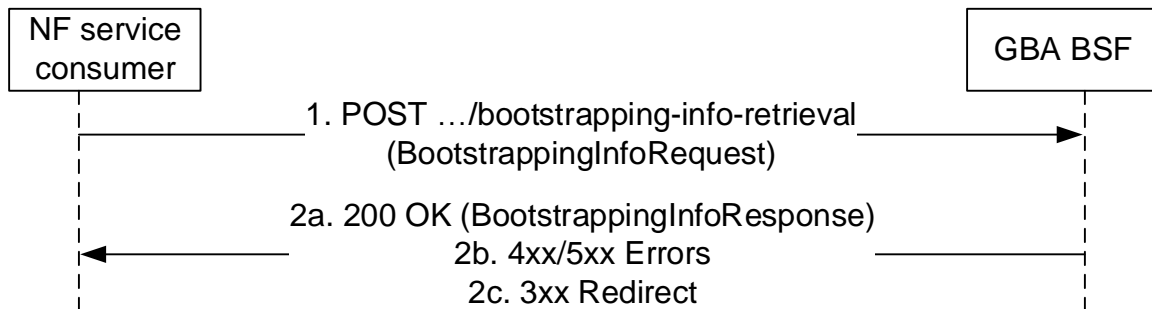 NF service
consumer
GBA BSF
1. POST …/bootstrapping-info-retrieval
(BootstrappingInfoRequest)
2a. 200 OK (BootstrappingInfoResponse)
2b. 4xx/5xx Errors
2c. 3xx Redirect